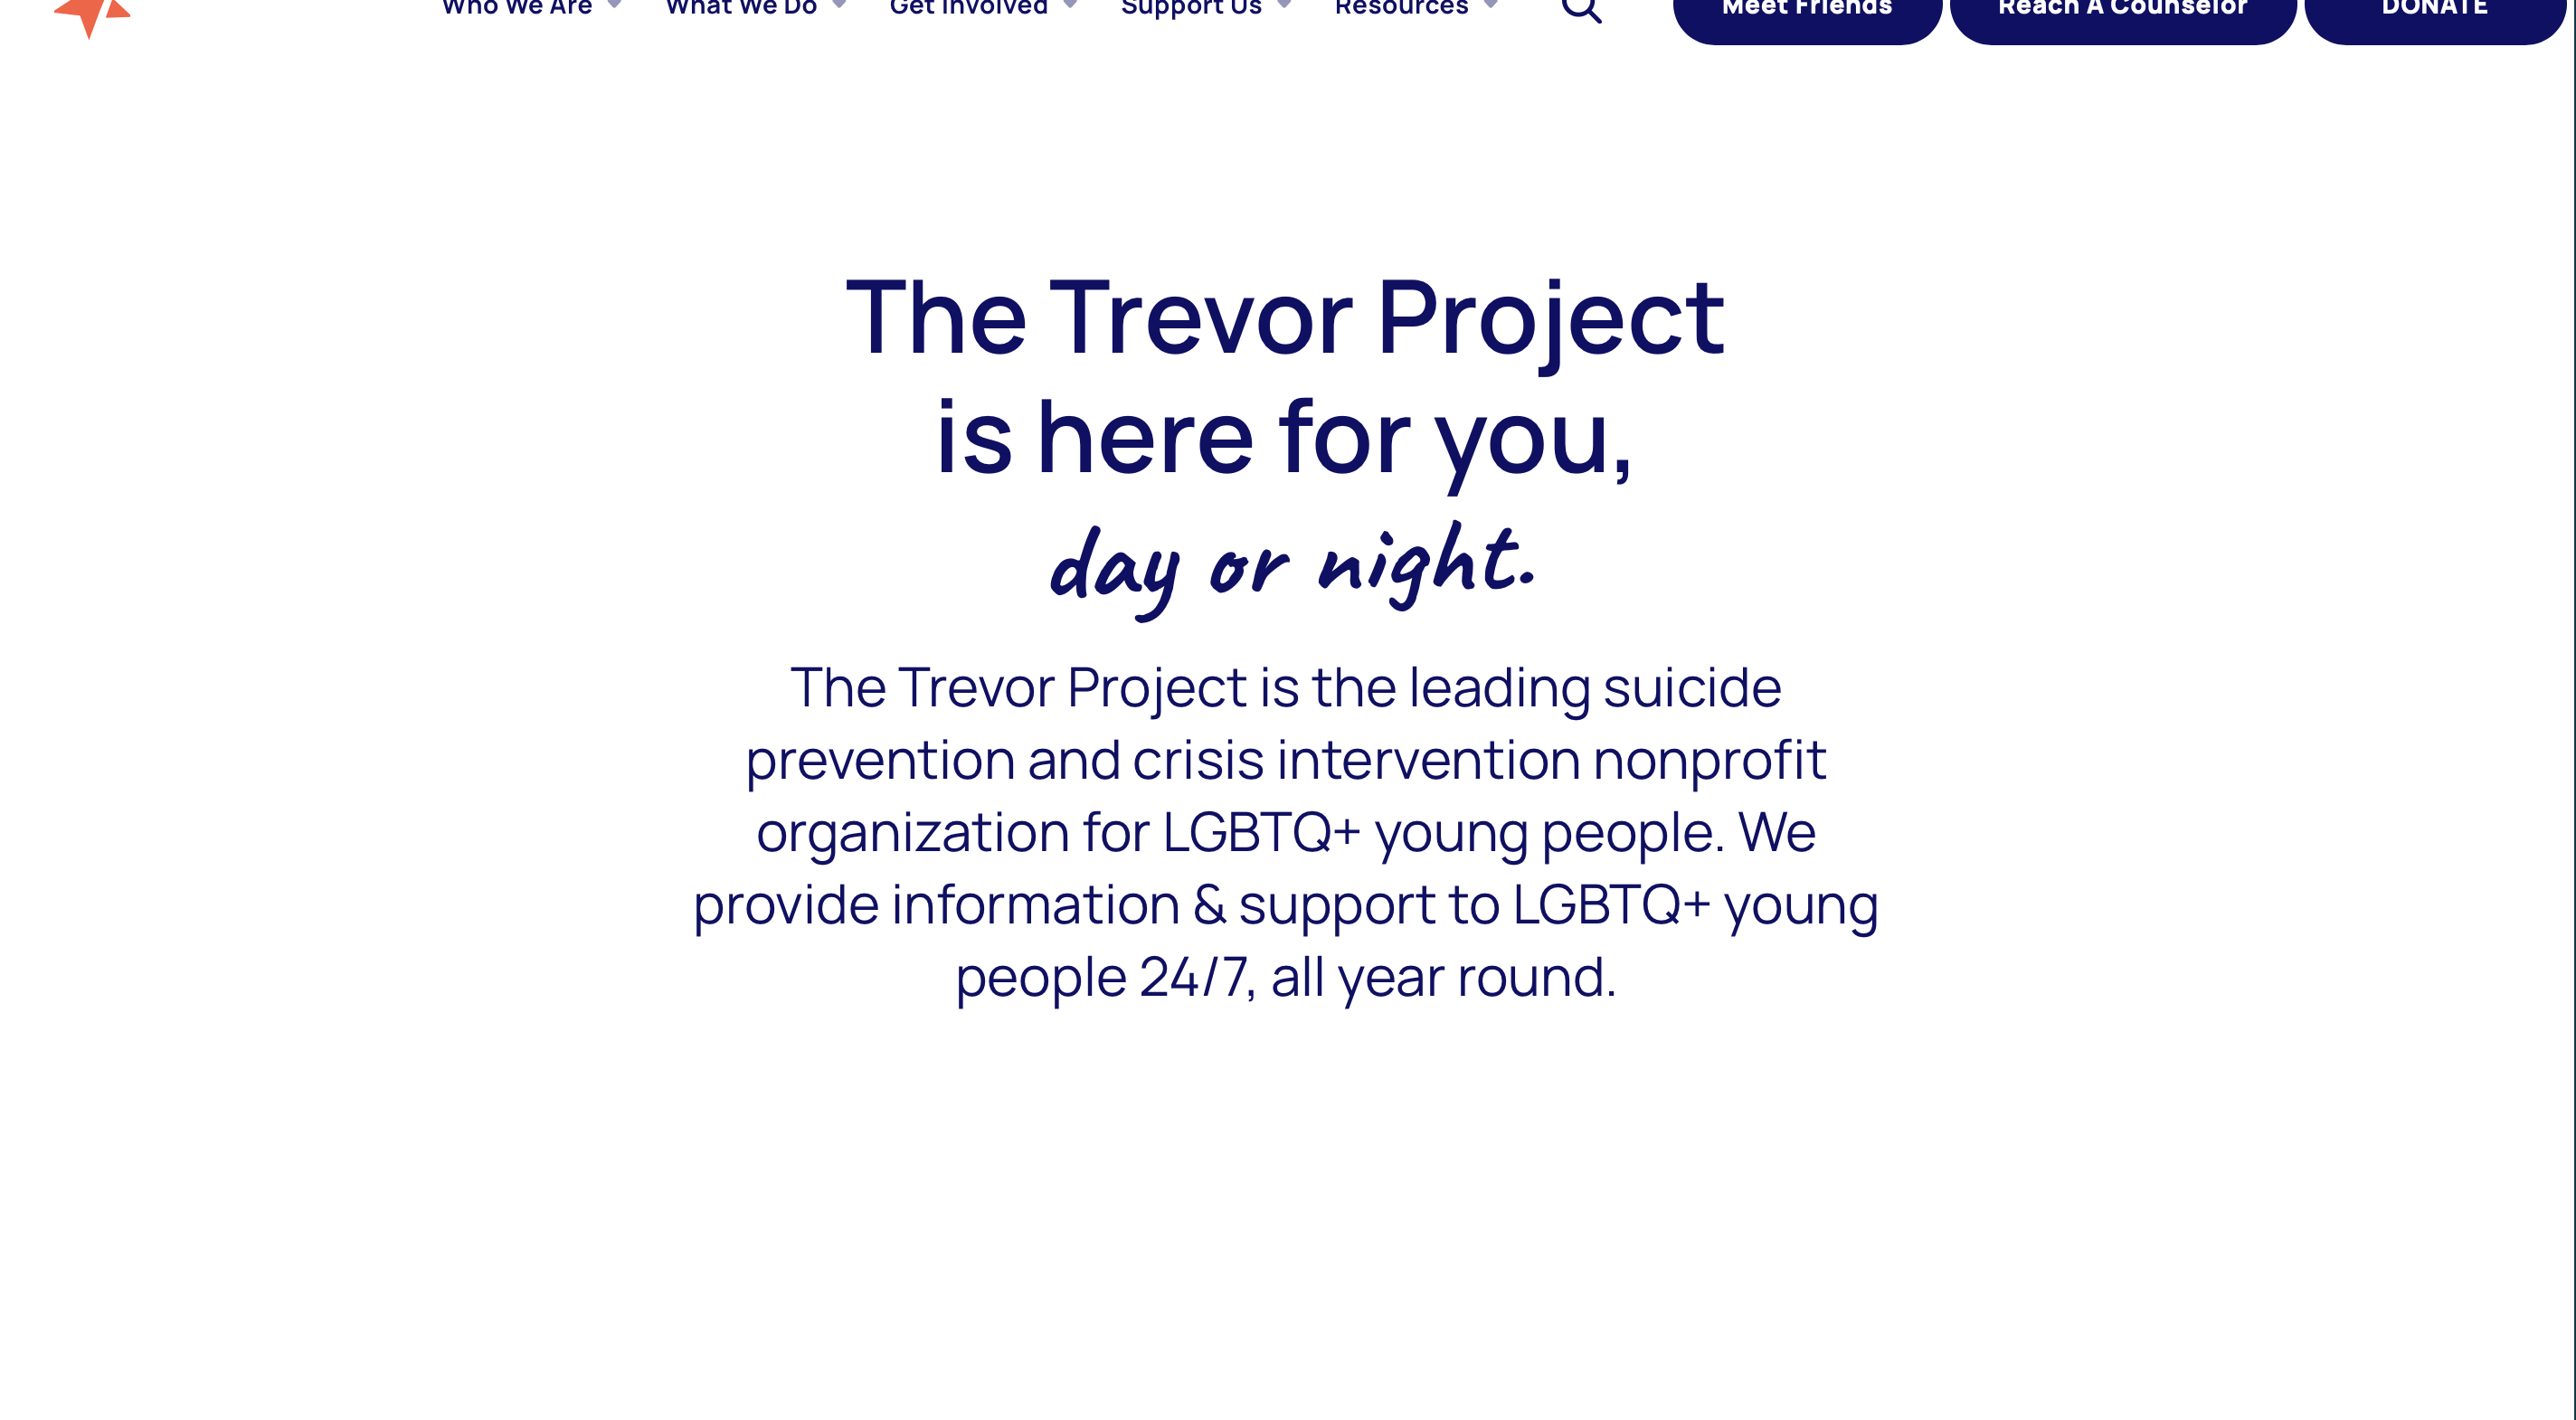 Who We Are What We Do Get Involved Support Us Resources Meet Friends Reach A Counselor DONATE
The Trevor Project
is here for you,
day or night.
The Trevor Project is the leading suicide
prevention and crisis intervention nonprofit
organization for LGBTQ+ young people. We
provide information & support to LGBTQ+ young
people 24/7, all year round.